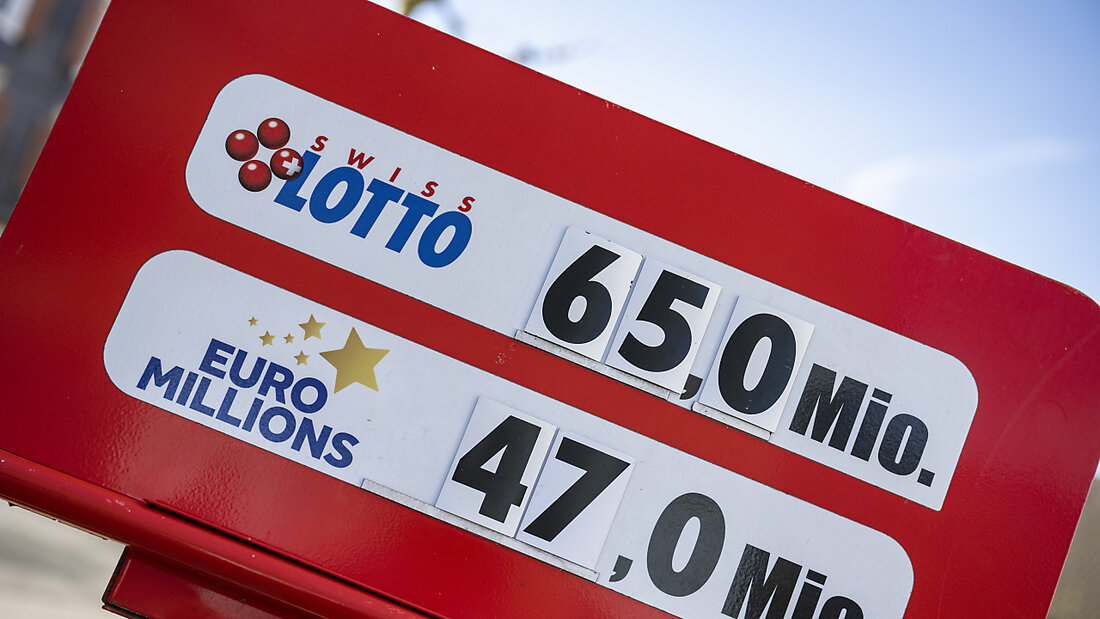 SWISS
LOTTO
65,0 Mio.
EURO
MILLIONS
47,0 Mio